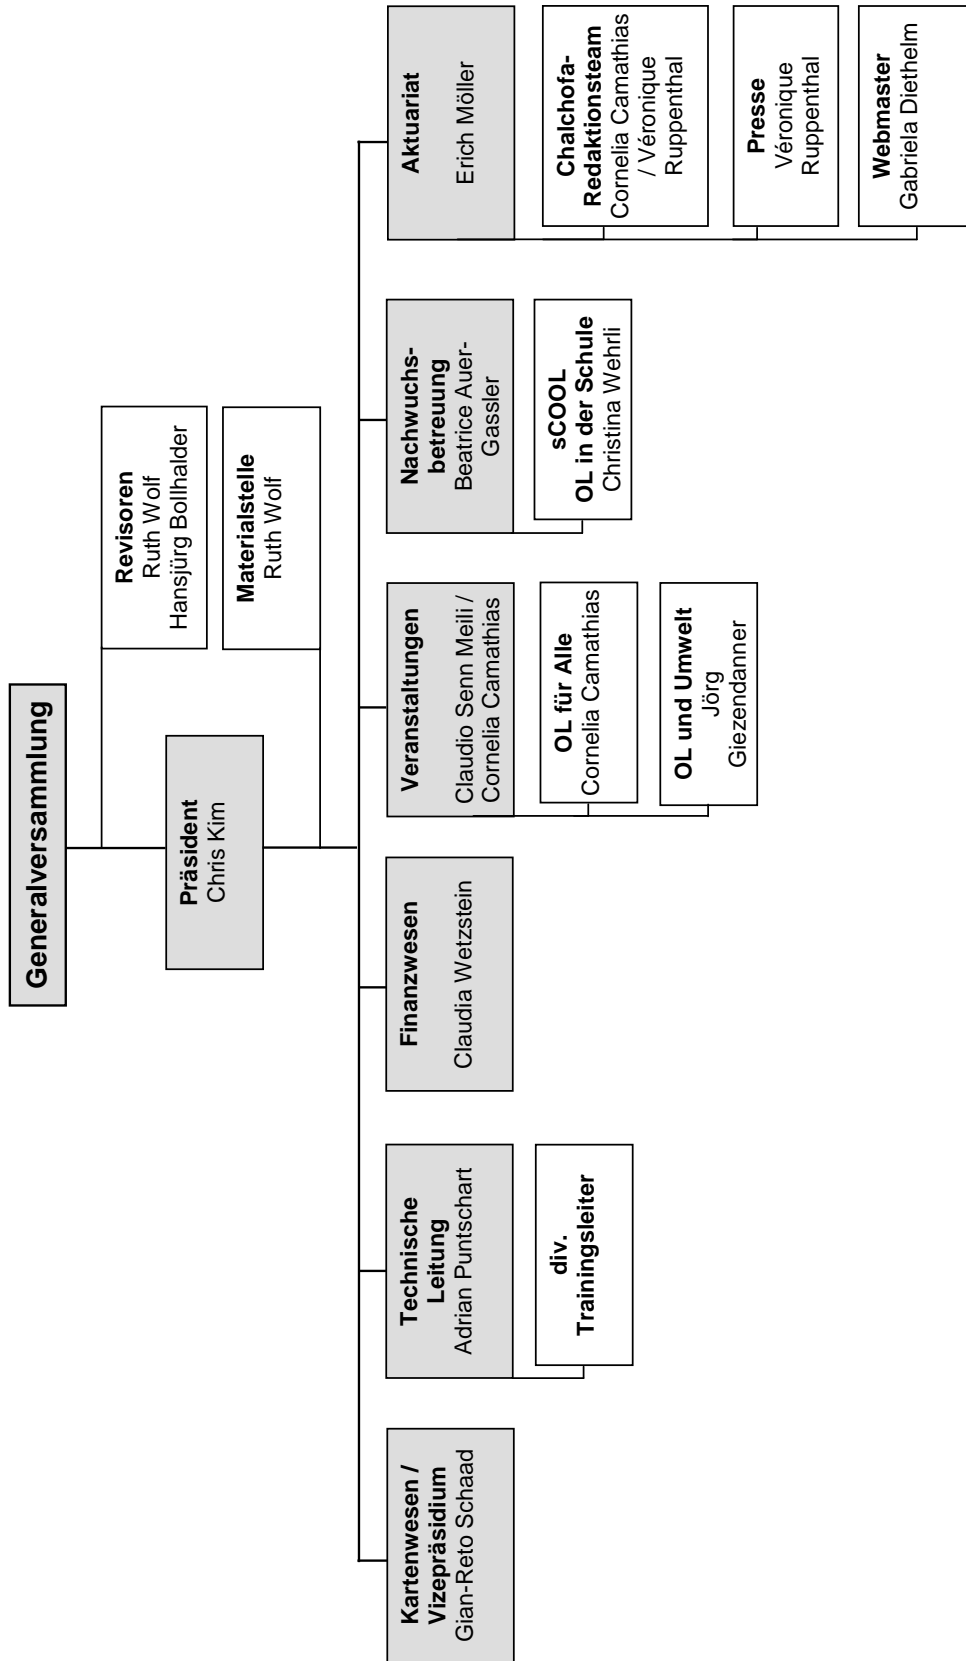 Generalversammlung
Revisoren
Ruth Wolf
Hansjürg Bollhalder
Präsident
Chris Kim
Materialstelle
Ruth Wolf
Kartenwesen /
Vizepräsidium
Gian-Reto Schaad
Technische
Leitung
Adrian Puntschart
div.
Trainingsleiter
Finanzwesen
Claudia Wetzstein
Veranstaltungen
Claudio Senn Meili /
Cornelia Camathias
OL für Alle
Cornelia Camathias
OL und Umwelt
Jörg
Giezendanner
Nachwuchs-
betreuung
Beatrice Auer-
Gassler
sCOOL
OL in der Schule
Christina Wehrli
Aktuariat
Erich Möller
Chalchofa-
Redaktionsteam
Cornelia Camathias
/ Véronique
Ruppenthal
Presse
Véronique
Ruppenthal
Webmaster
Gabriela Diethelm